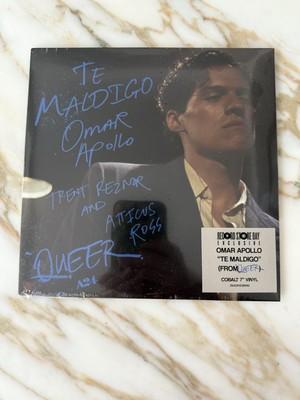 TE
MALDIGO
OMAR
APOLLO
TRENT REZNOR
AND
ATTICUS
ROSS
"QUEER"
A24
RECORD STORE DAY
EXCLUSIVE
OMAR APOLLO
"TE MALDIGO"
(FROM QUEER)
COBALT 7" VINYL